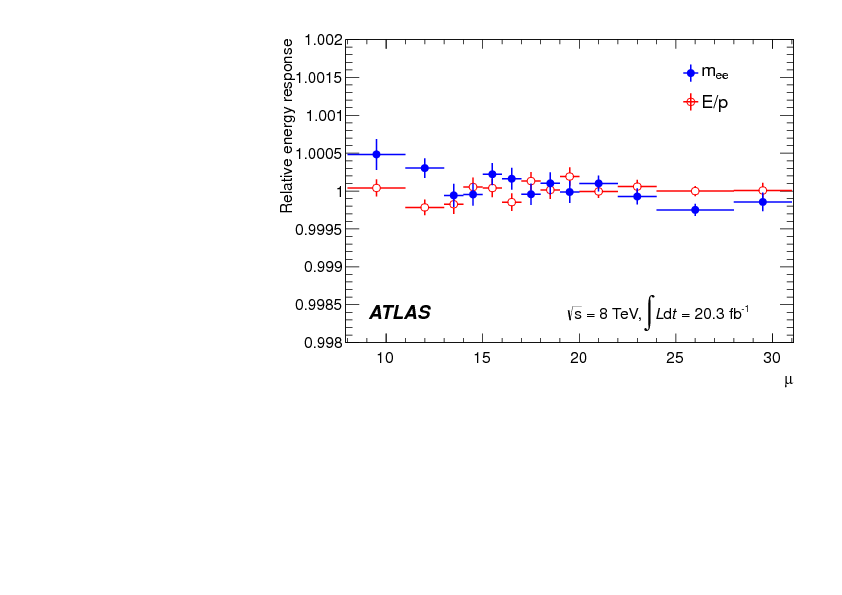 Relative energy response
1.002
1.0015
1.001
1.0005
1
0.9995
0.999
0.9985
0.998
m_ee
E/p
ATLAS
√s = 8 TeV, ∫Ldt = 20.3 fb⁻¹
10 15 20 25 30
μ